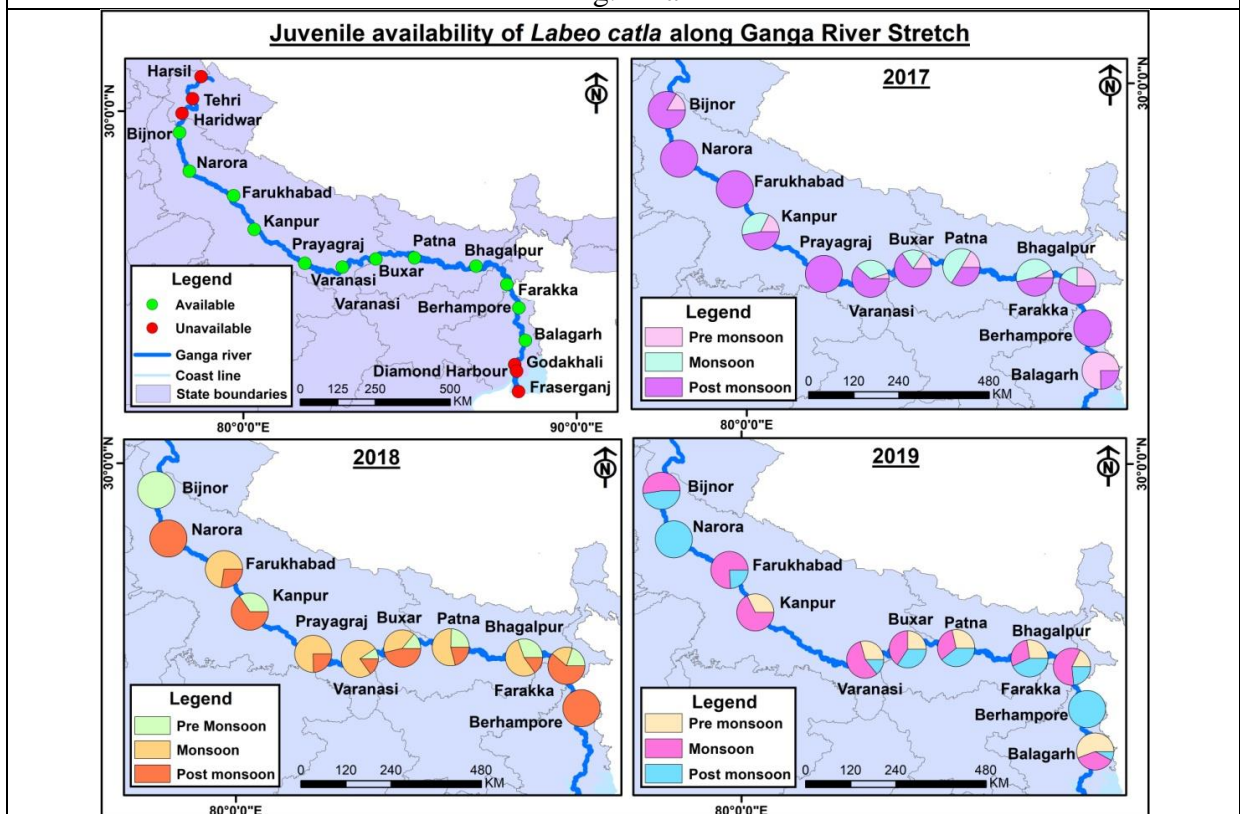 Juvenile availability of Labeo catla along Ganga River Stretch
Harsil
Tehri
Haridwar
Bijnor
Narora
Farukhabad
Kanpur
Prayagraj
Varanasi
Varanasi
Buxar
Patna
Bhagalpur
Farakka
Berhampore
Balagarh
Godakhali
Diamond Harbour
Fraserganj
N
30°0'0"N
Legend
Available
Unavailable
Ganga river
Coast line
State boundaries
0 125 250 500
KM
80°0'0"E
90°0'0"E
2017
N
30°0'0"N
Bijnor
Narora
Farukhabad
Kanpur
Prayagraj
Varanasi
Buxar
Patna
Bhagalpur
Farakka
Berhampore
Balagarh
Legend
Pre monsoon
Monsoon
Post monsoon
0 120 240 480
KM
80°0'0"E
2018
N
30°0'0"N
Bijnor
Narora
Farukhabad
Kanpur
Prayagraj
Varanasi
Buxar
Patna
Bhagalpur
Farakka
Berhampore
Legend
Pre Monsoon
Monsoon
Post monsoon
0 120 240 480
KM
80°0'0"E
2019
N
30°0'0"N
Bijnor
Narora
Farukhabad
Kanpur
Varanasi
Buxar
Patna
Bhagalpur
Farakka
Berhampore
Balagarh
Legend
Pre monsoon
Monsoon
Post monsoon
0 120 240 480
KM
80°0'0"E